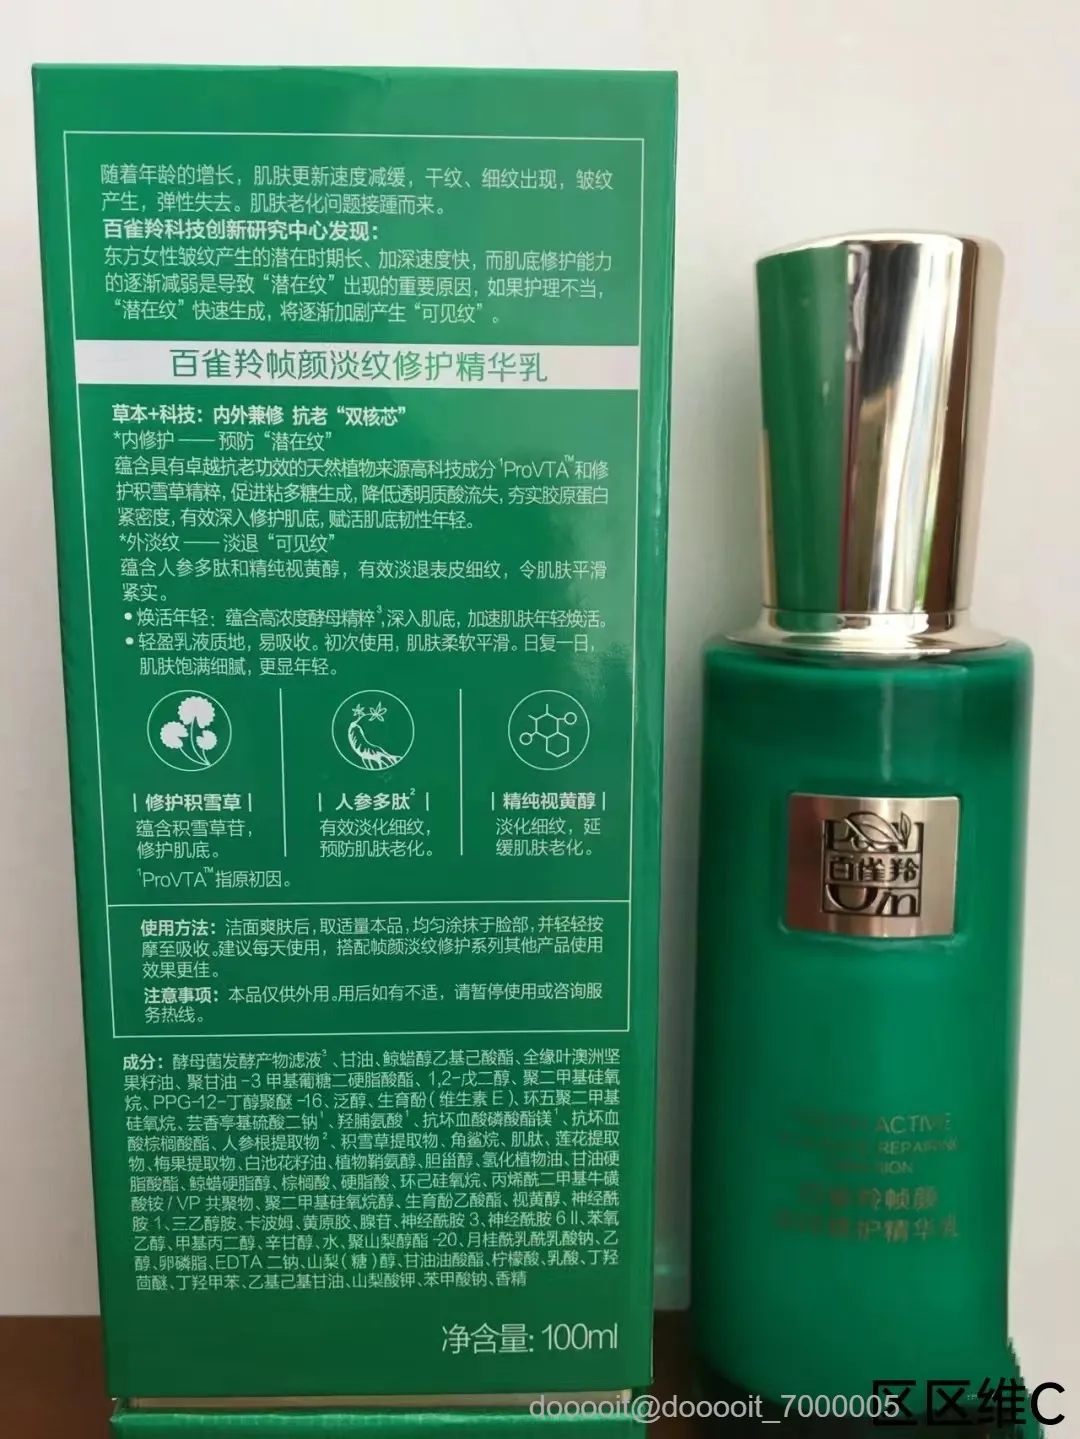 随着年龄的增长，肌肤更新速度减缓，干纹、细纹出现，皱纹
产生，弹性失去。肌肤老化问题接踵而来。
百雀羚科技创新研究中心发现：
东方女性皱纹产生的潜在时期长、加深速度快，而肌底修护能力
的逐渐减弱是导致“潜在纹”出现的重要原因，如果护理不当，
“潜在纹”快速生成，将逐渐加剧产生“可见纹”。
百雀羚帧颜淡纹修护精华乳
草本+科技：内外兼修 抗老“双核芯”
*内修护——预防“潜在纹”
蕴含具有卓越抗老功效的天然植物来源高科技成分¹ProVTA™和修
护积雪草精粹，促进粘多糖生成，降低透明质酸流失，夯实胶原蛋白
紧密度，有效深入修护肌底，赋活肌底韧性年轻。
*外淡纹——淡退“可见纹”
蕴含人参多肽和精纯视黄醇，有效淡退表皮细纹，令肌肤平滑
紧实。
•焕活年轻：蕴含高浓度酵母精粹³，深入肌底，加速肌肤年轻焕活。
•轻盈乳液质地，易吸收。初次使用，肌肤柔软平滑。日复一日，
肌肤饱满细腻，更显年轻。
|修护积雪草|
蕴含积雪草苷，
修护肌底。
|人参多肽²|
有效淡化细纹，
预防肌肤老化。
|精纯视黄醇|
淡化细纹，延
缓肌肤老化。
¹ProVTA™指原初因。
使用方法：洁面爽肤后，取适量本品，均匀涂抹于脸部，并轻轻按
摩至吸收。建议每天使用，搭配帧颜淡纹修护系列其他产品使用
效果更佳。
注意事项：本品仅供外用。用后如有不适，请暂停使用或咨询服
务热线。
成分：酵母菌发酵产物滤液³、甘油、鲸蜡醇乙基己酸酯、全缘叶澳洲坚
果籽油、聚甘油-3 甲基葡糖二硬脂酸酯、1,2-戊二醇、聚二甲基硅氧
烷、PPG-12-丁醇聚醚-16、泛醇、生育酚（维生素E）、环五聚二甲基
硅氧烷、芸香亭基硫酸二钠¹、羟脯氨酸¹、抗坏血酸磷酸酯镁¹、抗坏血
酸棕榈酸酯、人参根提取物²、积雪草提取物、角鲨烷、肌肽、莲花提取
物、梅果提取物、白池花籽油、植物鞘氨醇、胆甾醇、氢化植物油、甘油硬
脂酸酯、鲸蜡硬脂醇、棕榈酸、硬脂酸、环己硅氧烷、丙烯酰二甲基牛磺
酸铵/VP 共聚物、聚二甲基硅氧烷醇、生育酚乙酸酯、视黄醇、神经酰
胺 1、三乙醇胺、卡波姆、黄原胶、腺苷、神经酰胺 3、神经酰胺 6 II、苯氧
乙醇、甲基丙二醇、辛甘醇、水、聚山梨醇酯-20、月桂酰乳酰乳酸钠、乙
醇、卵磷脂、EDTA 二钠、山梨（糖）醇、甘油油酸酯、柠檬酸、乳酸、丁羟
茴醚、丁羟甲苯、乙基己基甘油、山梨酸钾、苯甲酸钠、香精
净含量：100ml
百雀羚
ACTIVE
REPAIRING
羚帧颜
修护精华乳
dooooit@dooooit_7000005
区区维C